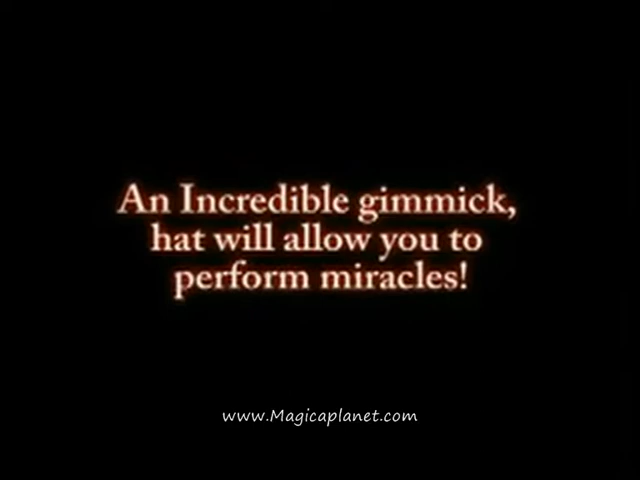 An Incredible gimmick,
hat will allow you to
perform miracles!
www.Magicaplanet.com